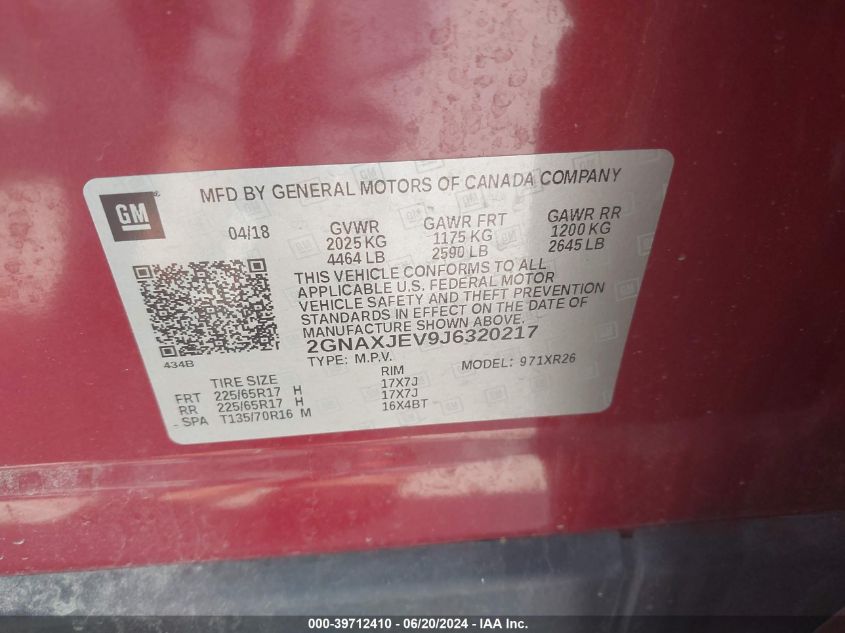 MFD BY GENERAL MOTORS OF CANADA COMPANY
GM
04/18 GVWR GAWR FRT GAWR RR
2025 KG 1175 KG 1200 KG
4464 LB 2590 LB 2645 LB
THIS VEHICLE CONFORMS TO ALL
APPLICABLE U.S. FEDERAL MOTOR
VEHICLE SAFETY AND THEFT PREVENTION
STANDARDS IN EFFECT ON THE DATE OF
MANUFACTURE SHOWN ABOVE.
2GNAXJEV9J6320217
434B
TYPE: M.P.V. MODEL: 971XR26
TIRE SIZE RIM
FRT 225/65R17 H 17X7J
RR 225/65R17 H 17X7J
SPA T135/70R16 M 16X4BT
000-39712410 - 06/20/2024 - IAA Inc.